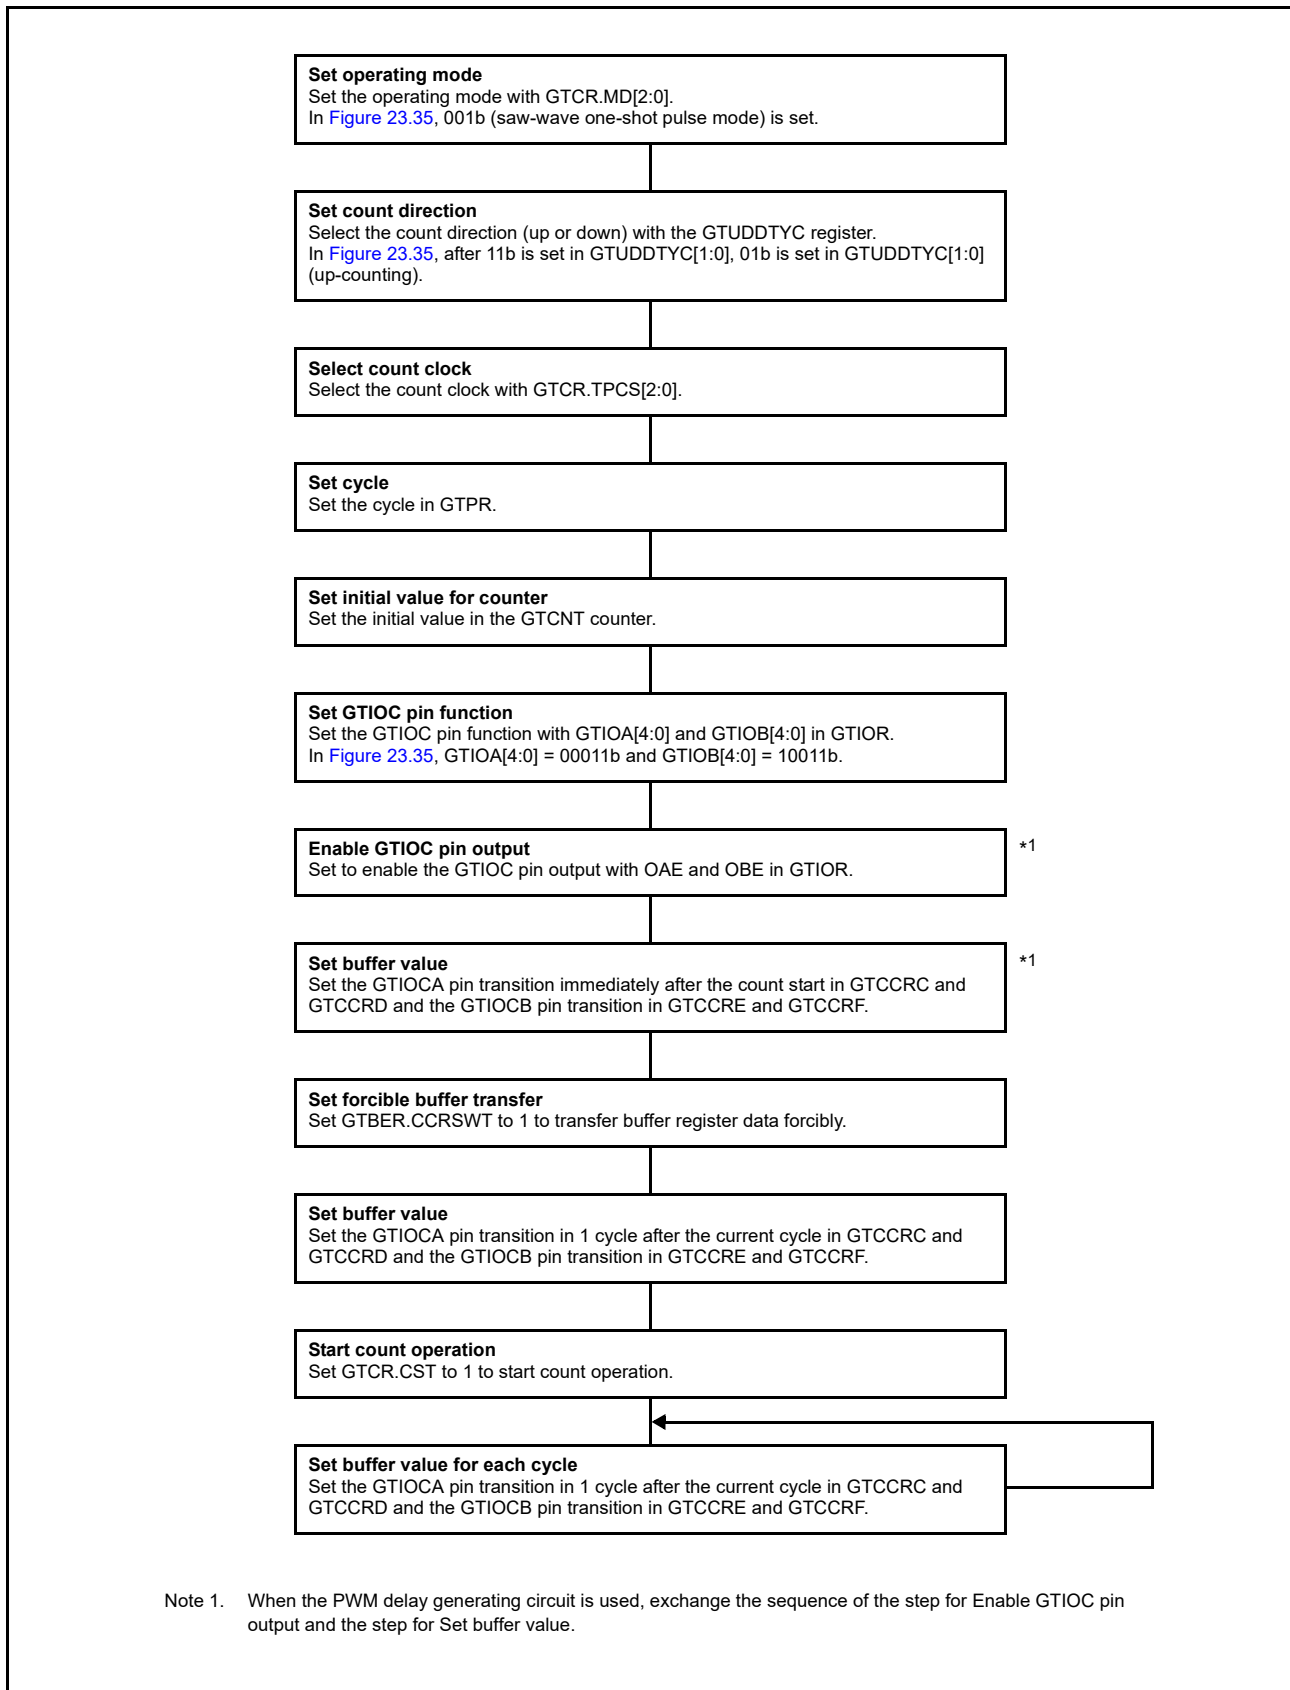 Set operating mode
Set the operating mode with GTCR.MD[2:0].
In Figure 23.35, 001b (saw-wave one-shot pulse mode) is set.
Set count direction
Select the count direction (up or down) with the GTUDDTYC register.
In Figure 23.35, after 11b is set in GTUDDTYC[1:0], 01b is set in GTUDDTYC[1:0]
(up-counting).
Select count clock
Select the count clock with GTCR.TPCS[2:0].
Set cycle
Set the cycle in GTPR.
Set initial value for counter
Set the initial value in the GTCNT counter.
Set GTIOC pin function
Set the GTIOC pin function with GTIOA[4:0] and GTIOB[4:0] in GTIOR.
In Figure 23.35, GTIOA[4:0] = 00011b and GTIOB[4:0] = 10011b.
Enable GTIOC pin output *1
Set to enable the GTIOC pin output with OAE and OBE in GTIOR.
Set buffer value *1
Set the GTIOCA pin transition immediately after the count start in GTCCRC and
GTCCRD and the GTIOCB pin transition in GTCCRE and GTCCRF.
Set forcible buffer transfer
Set GTBER.CCRSWT to 1 to transfer buffer register data forcibly.
Set buffer value
Set the GTIOCA pin transition in 1 cycle after the current cycle in GTCCRC and
GTCCRD and the GTIOCB pin transition in GTCCRE and GTCCRF.
Start count operation
Set GTCR.CST to 1 to start count operation.
Set buffer value for each cycle
Set the GTIOCA pin transition in 1 cycle after the current cycle in GTCCRC and
GTCCRD and the GTIOCB pin transition in GTCCRE and GTCCRF.
Note 1. When the PWM delay generating circuit is used, exchange the sequence of the step for Enable GTIOC pin
output and the step for Set buffer value.